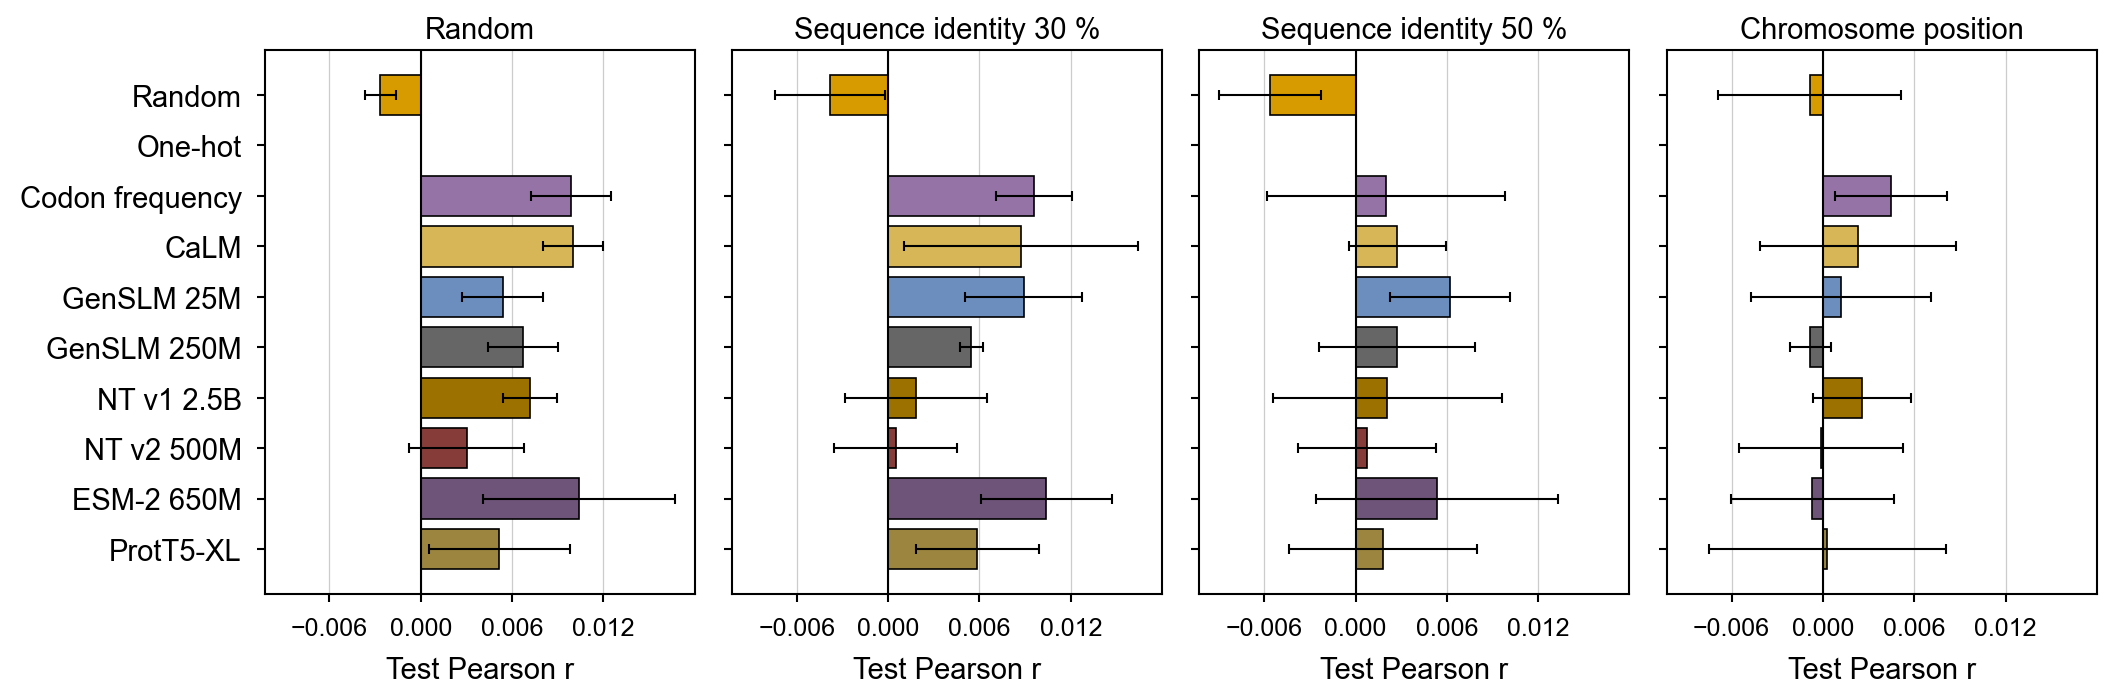 Random
Sequence identity 30 %
Sequence identity 50 %
Chromosome position
Random
One-hot
Codon frequency
CaLM
GenSLM 25M
GenSLM 250M
NT v1 2.5B
NT v2 500M
ESM-2 650M
ProtT5-XL
−0.006 0.000 0.006 0.012
−0.006 0.000 0.006 0.012
−0.006 0.000 0.006 0.012
−0.006 0.000 0.006 0.012
Test Pearson r
Test Pearson r
Test Pearson r
Test Pearson r